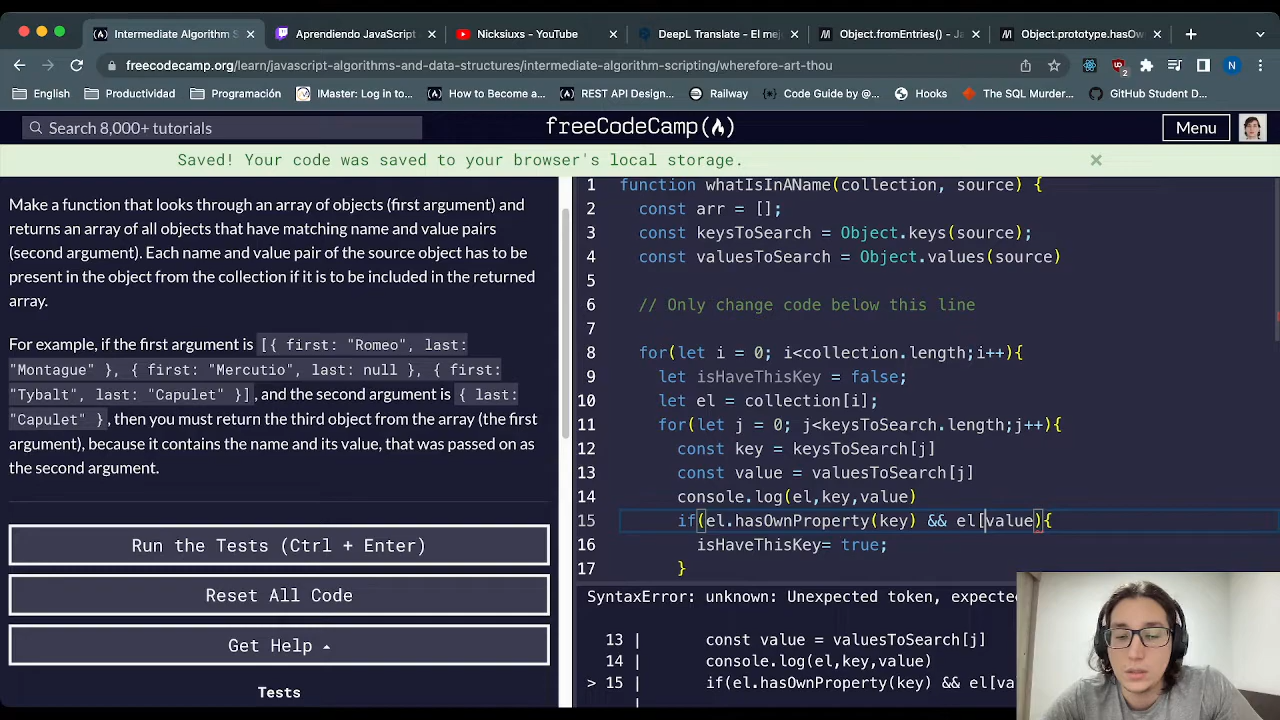 Intermediate Algorithm S
Aprendiendo JavaScript
Nicksiuxs - YouTube
DeepL Translate - El mej
Object.fromEntries() - Ja
Object.prototype.hasOwn
freecodecamp.org/learn/javascript-algorithms-and-data-structures/intermediate-algorithm-scripting/wherefore-art-thou
2
N
English
Productividad
Programación
IMaster: Log in to...
How to Become a...
REST API Design...
Railway
Code Guide by @...
Hooks
The SQL Murder...
GitHub Student D...
Search 8,000+ tutorials
freeCodeCamp
Menu
Saved! Your code was saved to your browser's local storage.
Make a function that looks through an array of objects (first argument) and
returns an array of all objects that have matching name and value pairs
(second argument). Each name and value pair of the source object has to be
present in the object from the collection if it is to be included in the returned
array.
For example, if the first argument is [{ first: "Romeo", last:
"Montague" }, { first: "Mercutio", last: null }, { first:
"Tybalt", last: "Capulet" }], and the second argument is { last:
"Capulet" }, then you must return the third object from the array (the first
argument), because it contains the name and its value, that was passed on as
the second argument.
Run the Tests (Ctrl + Enter)
Reset All Code
Get Help
Tests
1 function whatIsInAName(collection, source) {
2 const arr = [];
3 const keysToSearch = Object.keys(source);
4 const valuesToSearch = Object.values(source)
5
6 // Only change code below this line
7
8 for(let i = 0; i<collection.length;i++){
9 let isHaveThisKey = false;
10 let el = collection[i];
11 for(let j = 0; j<keysToSearch.length;j++){
12 const key = keysToSearch[j]
13 const value = valuesToSearch[j]
14 console.log(el,key,value)
15 if(el.hasOwnProperty(key) && el[value){
16 isHaveThisKey= true;
17 }
SyntaxError: unknown: Unexpected token, expected
13 | const value = valuesToSearch[j]
14 | console.log(el,key,value)
> 15 | if(el.hasOwnProperty(key) && el[va
|